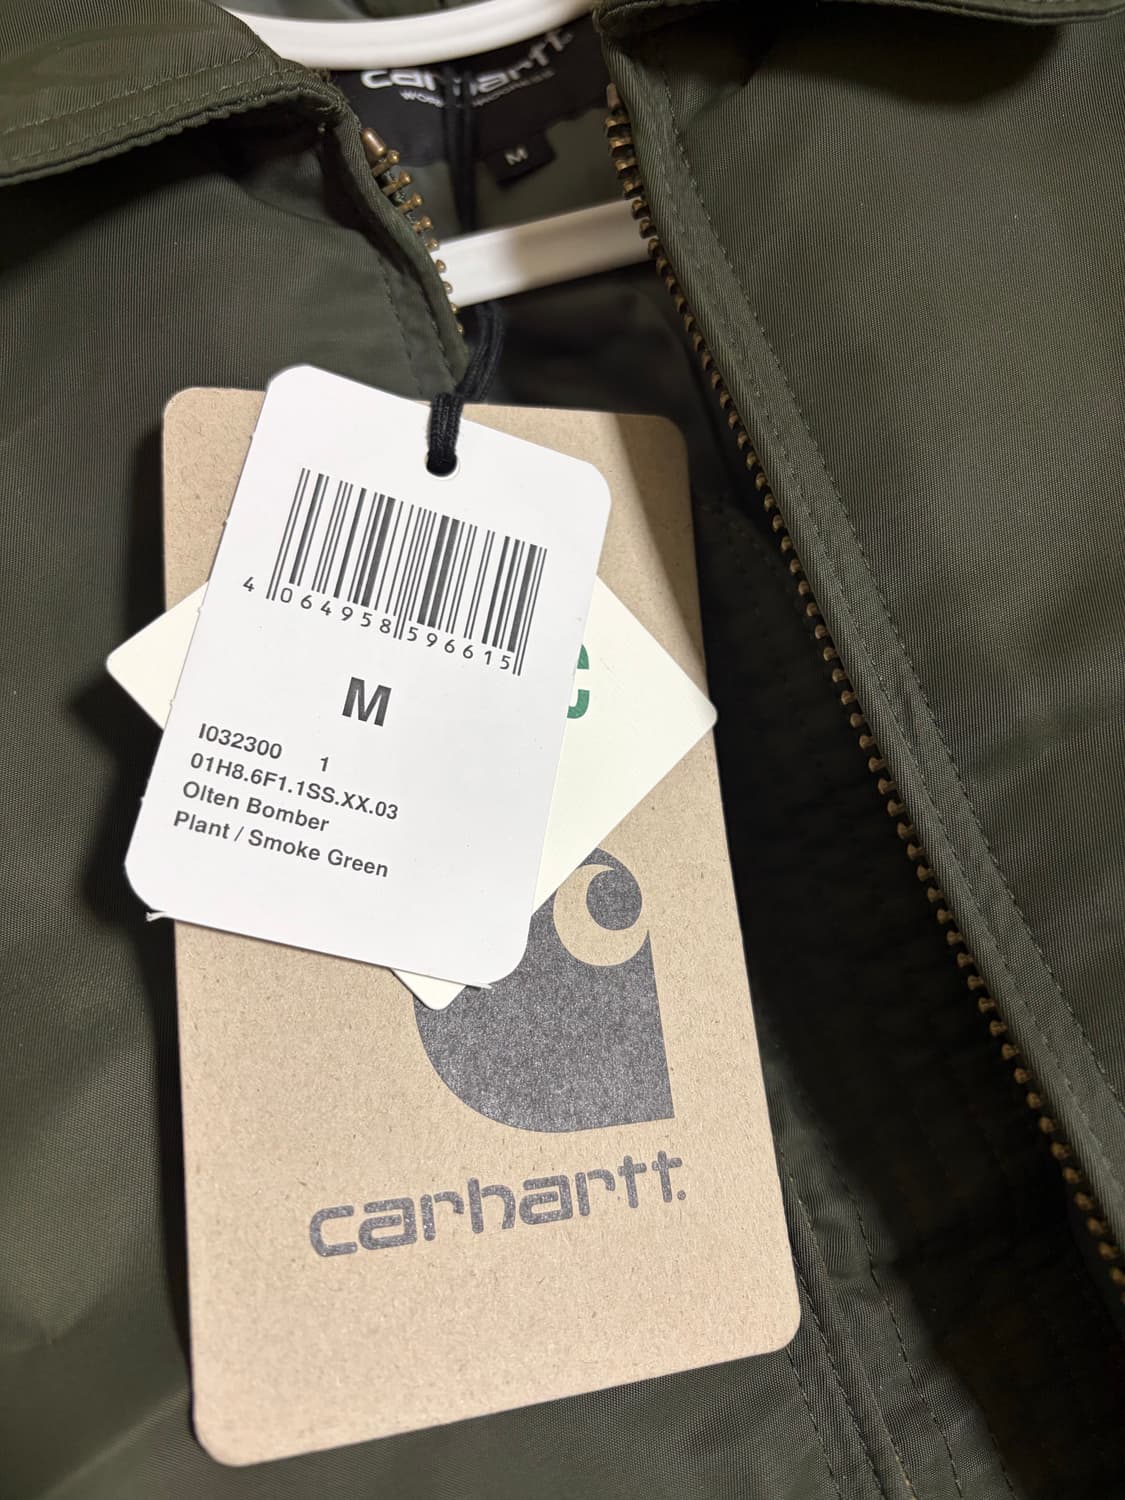 carhartt.
M
4 064958 596615
M
I032300 1
01H8.6F1.1SS.XX.03
Olten Bomber
Plant / Smoke Green
C
carhartt.